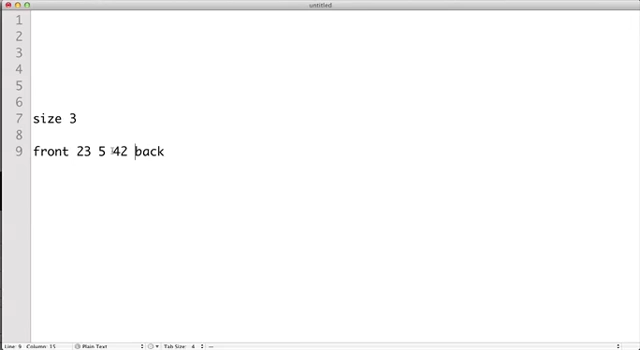 untitled
1
2
3
4
5
6
7 size 3
8
9 front 23 5 42 back
Line: 9 Column: 15 Plain Text Tab Size: 4 —